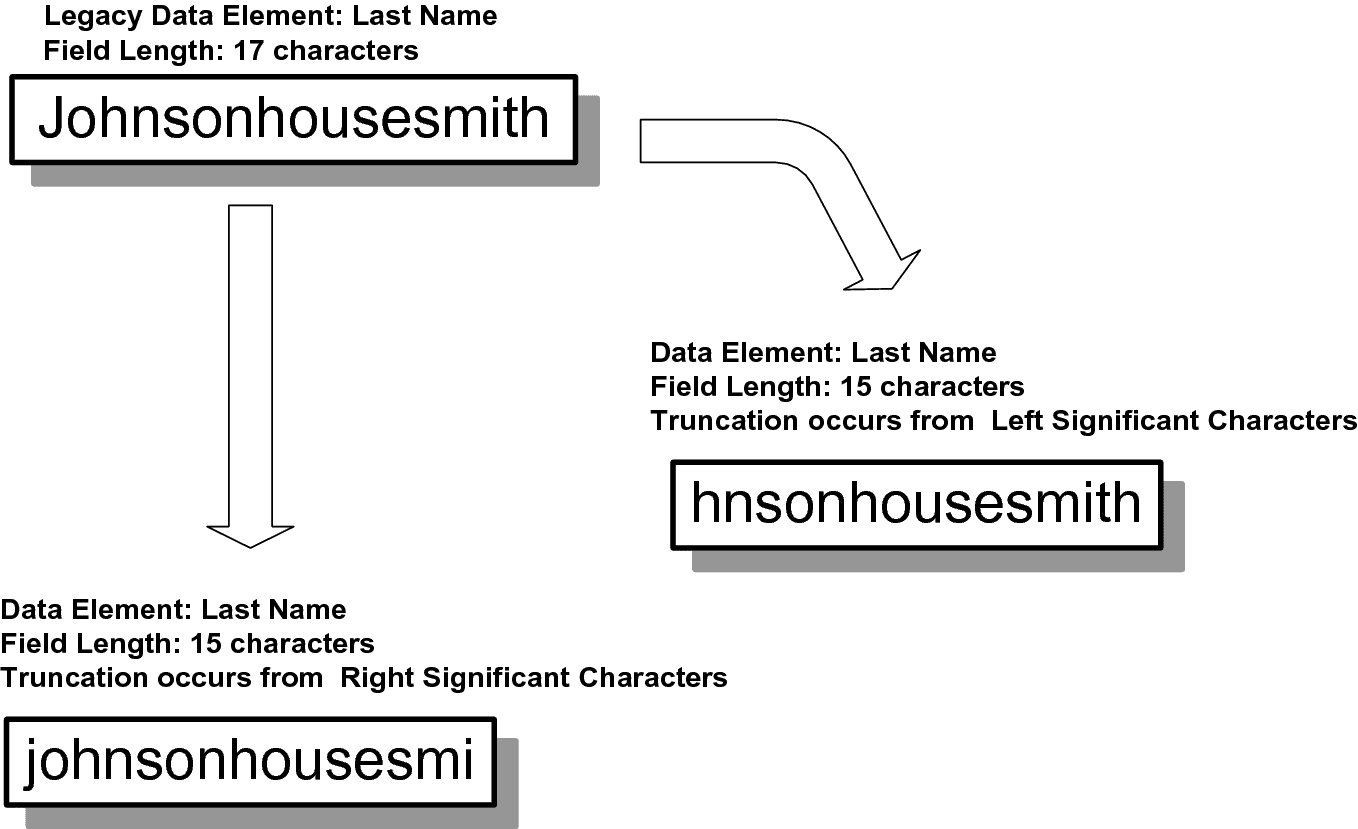 Legacy Data Element: Last Name
Field Length: 17 characters
Johnsonhousesmith
Data Element: Last Name
Field Length: 15 characters
Truncation occurs from  Left Significant Characters
hnsonhousesmith
Data Element: Last Name
Field Length: 15 characters
Truncation occurs from  Right Significant Characters
johnsonhousesmi